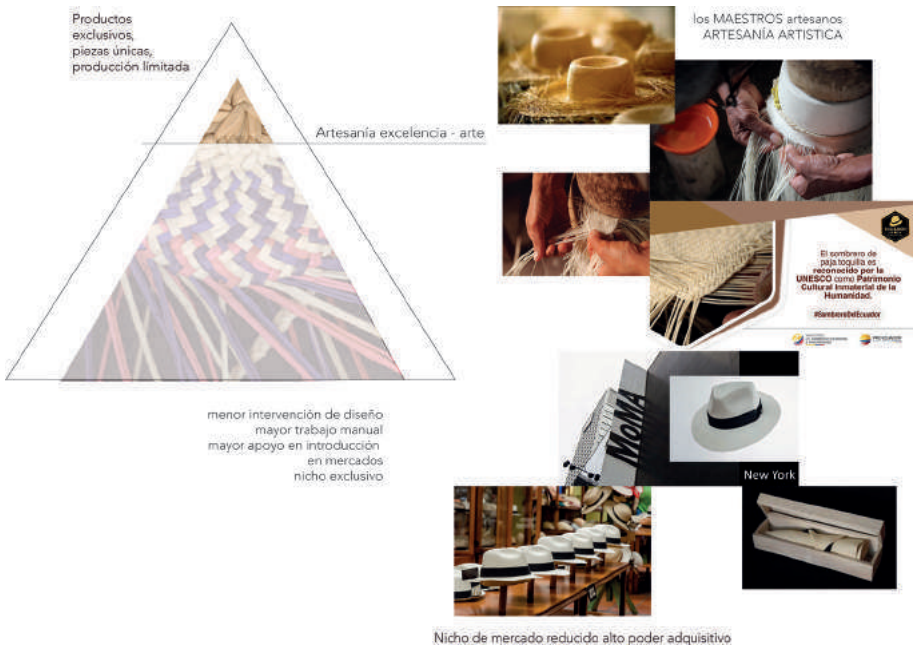 Productos
exclusivos,
piezas únicas,
producción limitada
Artesanía excelencia - arte
menor intervención de diseño
mayor trabajo manual
mayor apoyo en introducción
en mercados
nicho exclusivo
los MAESTROS artesanos
ARTESANÍA ARTISTICA
El sombrero de
paja toquilla es
reconocido por la
UNESCO como Patrimonio
Cultural Inmaterial de la
Humanidad.
#SombreroDelEcuador
MoMA
New York
Nicho de mercado reducido alto poder adquisitivo